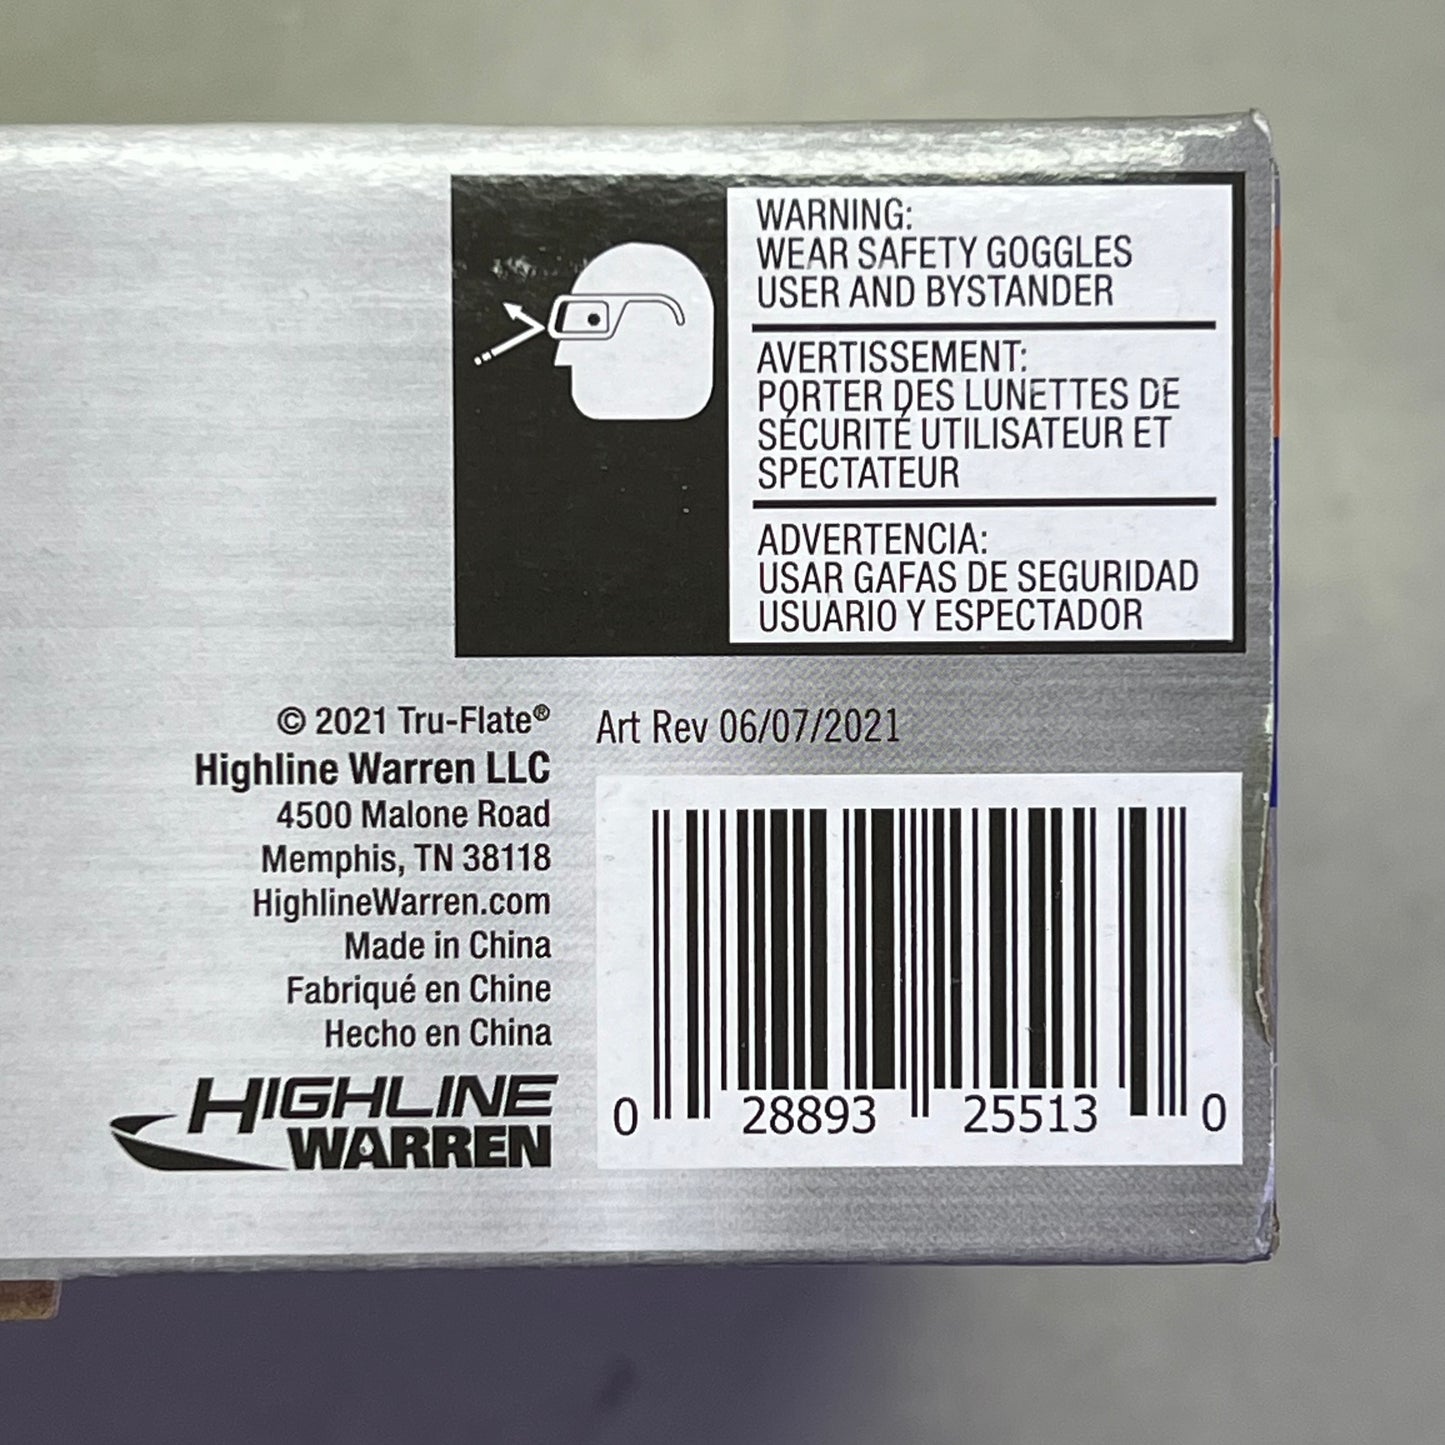 WARNING:
WEAR SAFETY GOGGLES
USER AND BYSTANDER
AVERTISSEMENT:
PORTER DES LUNETTES DE
SÉCURITÉ UTILISATEUR ET
SPECTATEUR
ADVERTENCIA:
USAR GAFAS DE SEGURIDAD
USUARIO Y ESPECTADOR
© 2021 Tru-Flate®
Highline Warren LLC
4500 Malone Road
Memphis, TN 38118
HighlineWarren.com
Made in China
Fabriqué en Chine
Hecho en China
HIGHLINE
WARREN
Art Rev 06/07/2021
0 28893 25513 0